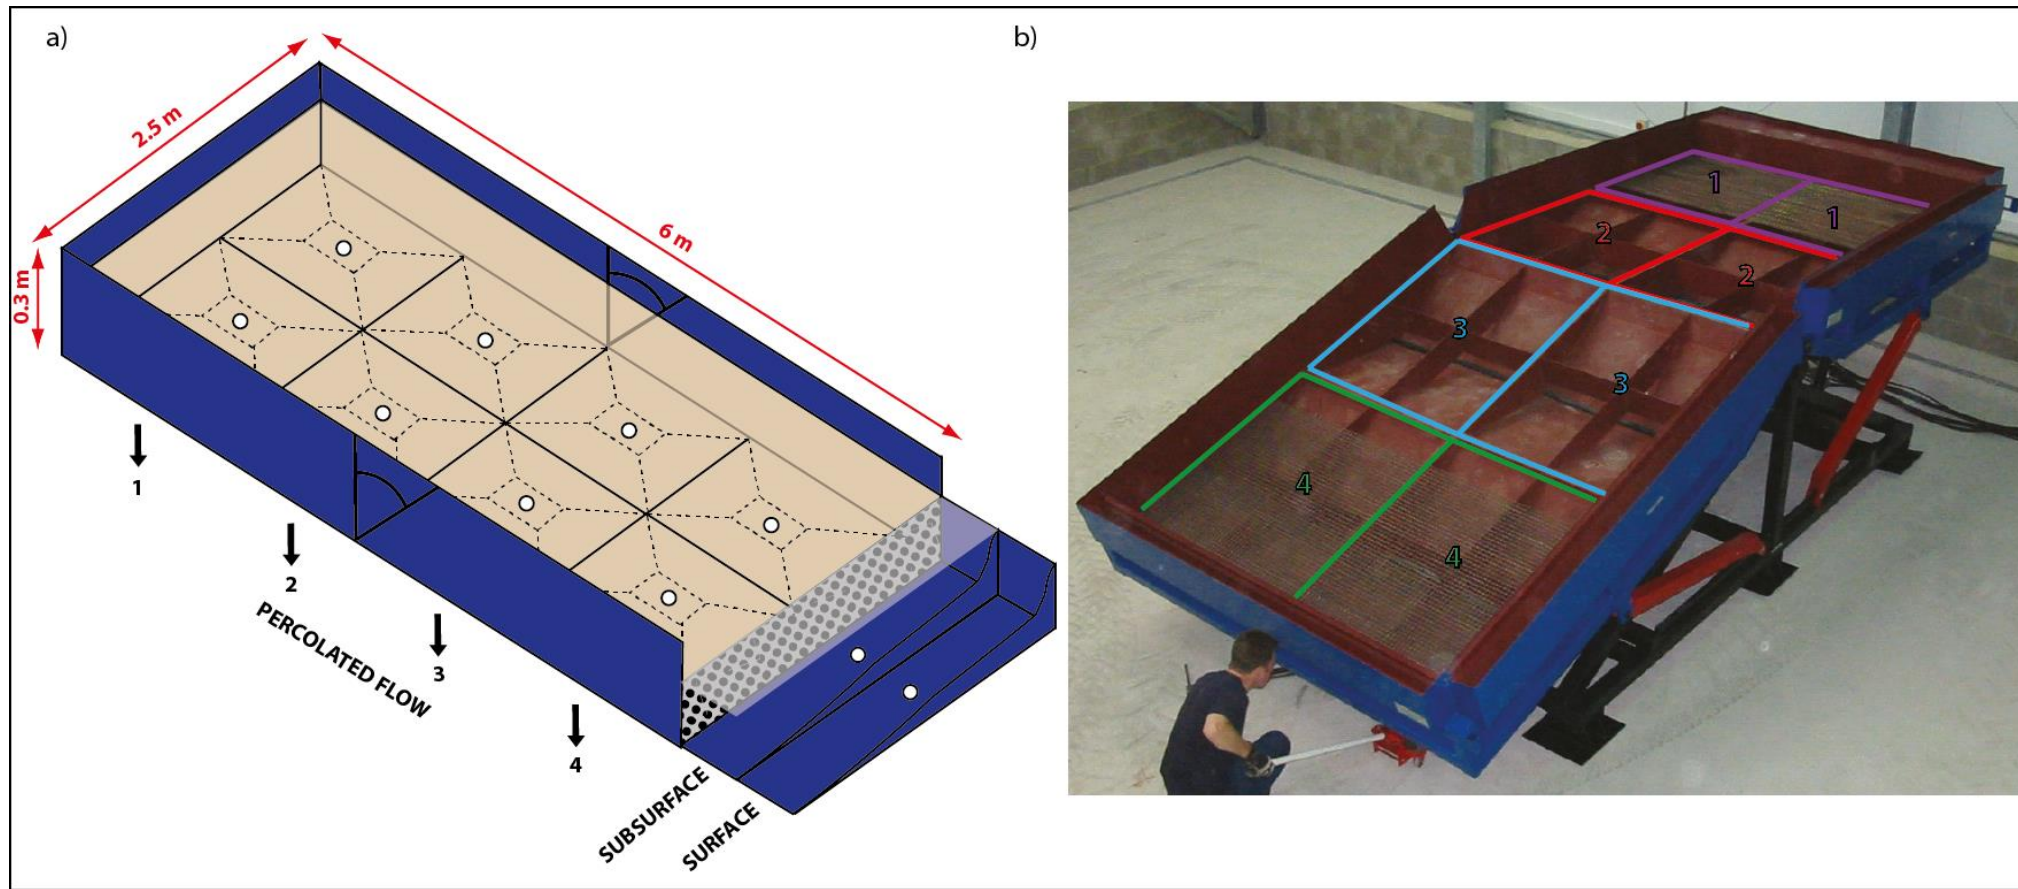 a)
2.5 m
6 m
0.3 m
1
2
3
4
PERCOLATED FLOW
SUBSURFACE
SURFACE
b)
1
1
2
2
3
3
4
4